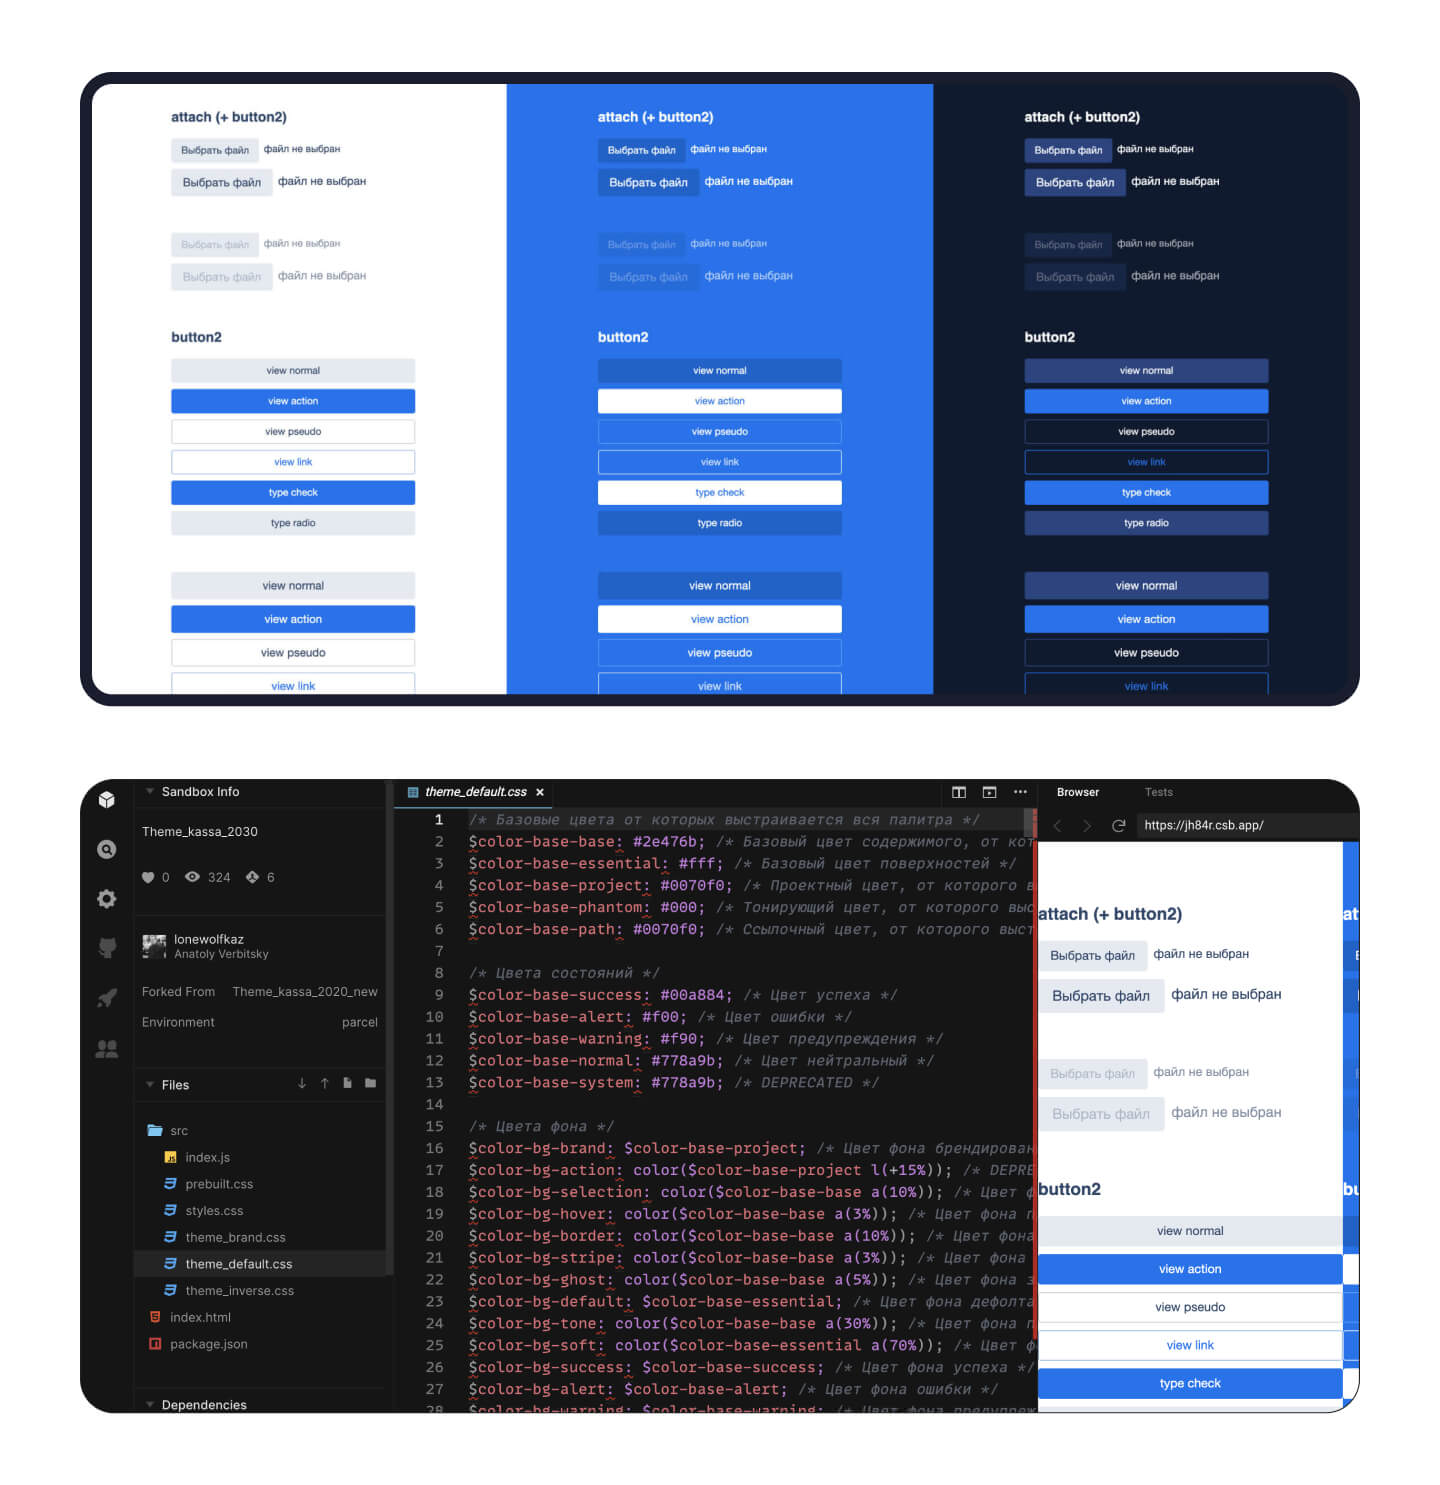 attach (+ button2)
Выбрать файл файл не выбран
Выбрать файл файл не выбран
Выбрать файл файл не выбран
Выбрать файл файл не выбран
button2
view normal
view action
view pseudo
view link
type check
type radio
view normal
view action
view pseudo
view link
attach (+ button2)
Выбрать файл файл не выбран
Выбрать файл файл не выбран
Выбрать файл файл не выбран
Выбрать файл файл не выбран
button2
view normal
view action
view pseudo
view link
type check
type radio
view normal
view action
view pseudo
view link
attach (+ button2)
Выбрать файл файл не выбран
Выбрать файл файл не выбран
Выбрать файл файл не выбран
Выбрать файл файл не выбран
button2
view normal
view action
view pseudo
view link
type check
type radio
view normal
view action
view pseudo
view link
Sandbox Info
Theme_kassa_2030
0 324 6
lonewolfkaz
Anatoly Verbitsky
Forked From Theme_kassa_2020_new
Environment parcel
Files
src
index.js
prebuilt.css
styles.css
theme_brand.css
theme_default.css
theme_inverse.css
index.html
package.json
Dependencies
theme_default.css ×
1 /* Базовые цвета от которых выстраивается вся палитра */
2 $color-base-base: #2e476b; /* Базовый цвет содержимого, от кот
3 $color-base-essential: #fff; /* Базовый цвет поверхностей */
4 $color-base-project: #0070f0; /* Проектный цвет, от которого в
5 $color-base-phantom: #000; /* Тонирующий цвет, от которого выс
6 $color-base-path: #0070f0; /* Ссылочный цвет, от которого выст
7
8 /* Цвета состояний */
9 $color-base-success: #00a884; /* Цвет успеха */
10 $color-base-alert: #f00; /* Цвет ошибки */
11 $color-base-warning: #f90; /* Цвет предупреждения */
12 $color-base-normal: #778a9b; /* Цвет нейтральный */
13 $color-base-system: #778a9b; /* DEPRECATED */
14
15 /* Цвета фона */
16 $color-bg-brand: $color-base-project; /* Цвет фона брендирован
17 $color-bg-action: color($color-base-project l(+15%)); /* DEPRE
18 $color-bg-selection: color($color-base-base a(10%)); /* Цвет ф
19 $color-bg-hover: color($color-base-base a(3%)); /* Цвет фона п
20 $color-bg-border: color($color-base-base a(10%)); /* Цвет фона
21 $color-bg-stripe: color($color-base-base a(3%)); /* Цвет фона
22 $color-bg-ghost: color($color-base-base a(5%)); /* Цвет фона з
23 $color-bg-default: $color-base-essential; /* Цвет фона дефолта
24 $color-bg-tone: color($color-base-base a(30%)); /* Цвет фона п
25 $color-bg-soft: color($color-base-essential a(70%)); /* Цвет ф
26 $color-bg-success: $color-base-success; /* Цвет фона успеха */
27 $color-bg-alert: $color-base-alert; /* Цвет фона ошибки */
28 $color-bg-warning: $color-base-warning; /* Цвет фона предупреж
Browser Tests
https://jh84r.csb.app/
attach (+ button2) at
Выбрать файл файл не выбран
Выбрать файл файл не выбран
Выбрать файл файл не выбран
Выбрать файл файл не выбран
button2 bu
view normal
view action
view pseudo
view link
type check